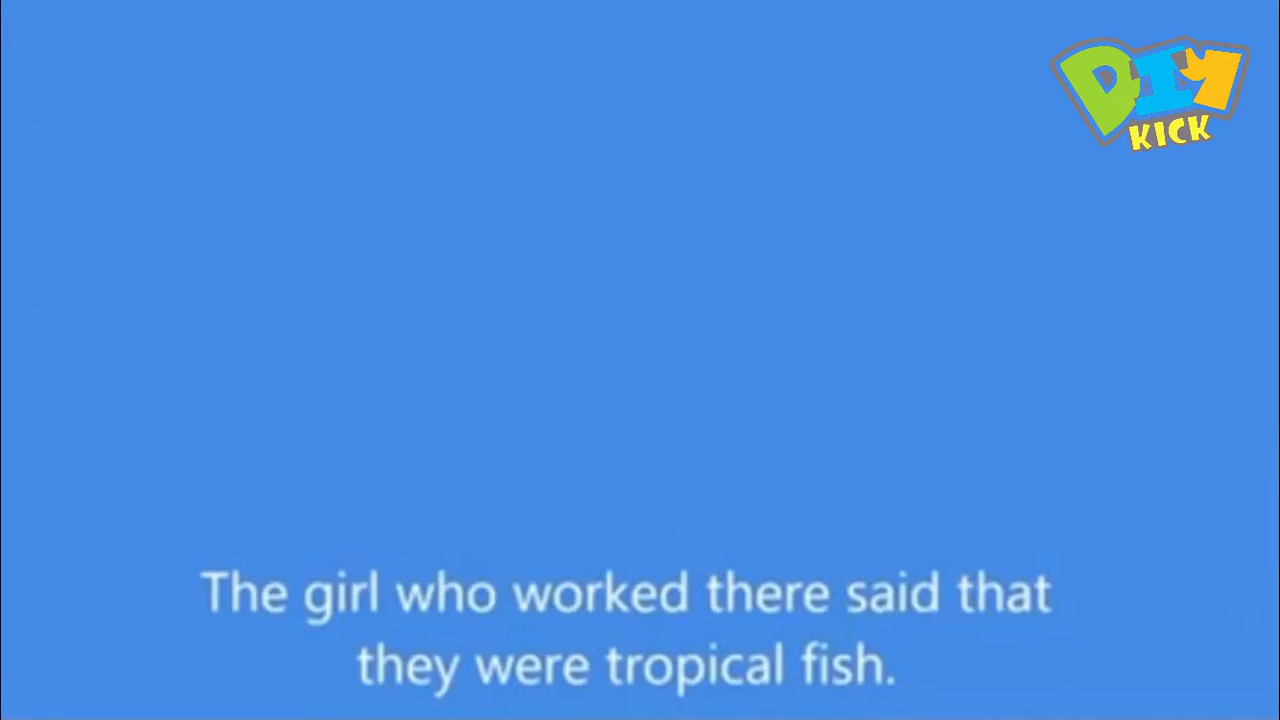 DIY
KICK
The girl who worked there said that
they were tropical fish.